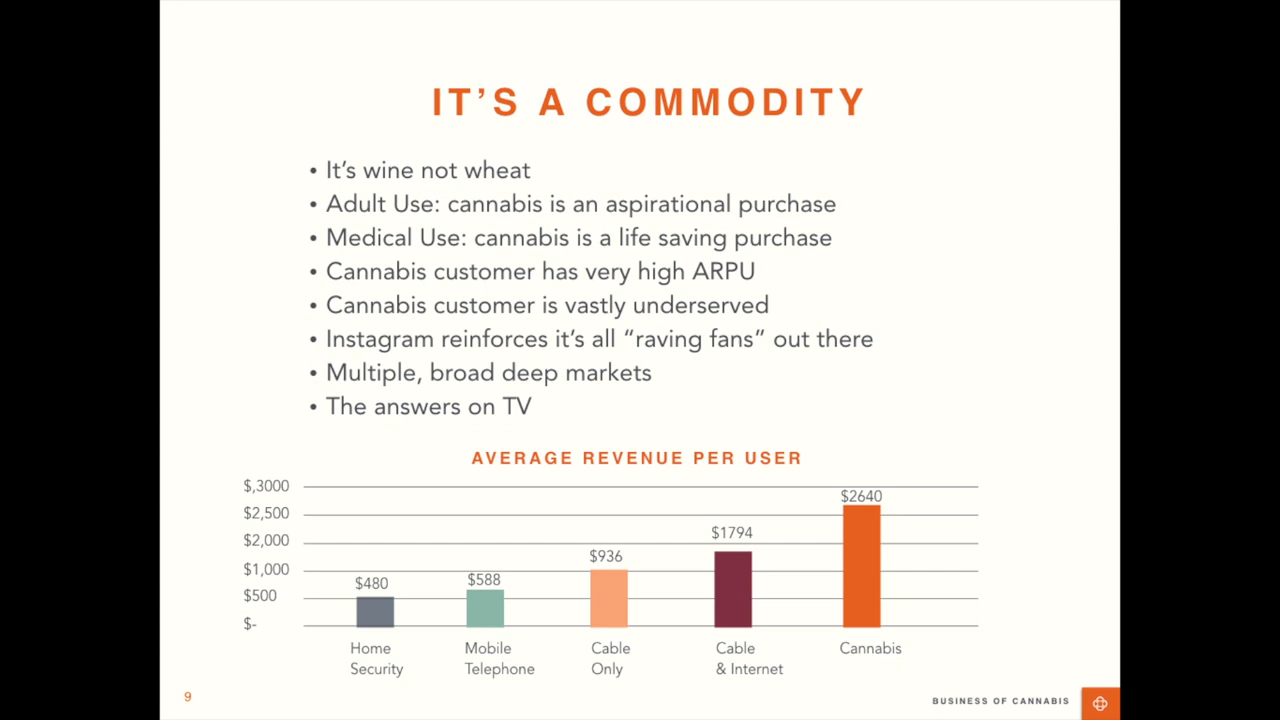 IT’S A COMMODITY
• It’s wine not wheat
• Adult Use: cannabis is an aspirational purchase
• Medical Use: cannabis is a life saving purchase
• Cannabis customer has very high ARPU
• Cannabis customer is vastly underserved
• Instagram reinforces it’s all “raving fans” out there
• Multiple, broad deep markets
• The answers on TV
AVERAGE REVENUE PER USER
$,3000
$2,500
$2,000
$1,000
$500
$-
$480
$588
$936
$1794
$2640
Home
Security
Mobile
Telephone
Cable
Only
Cable
& Internet
Cannabis
9
BUSINESS OF CANNABIS